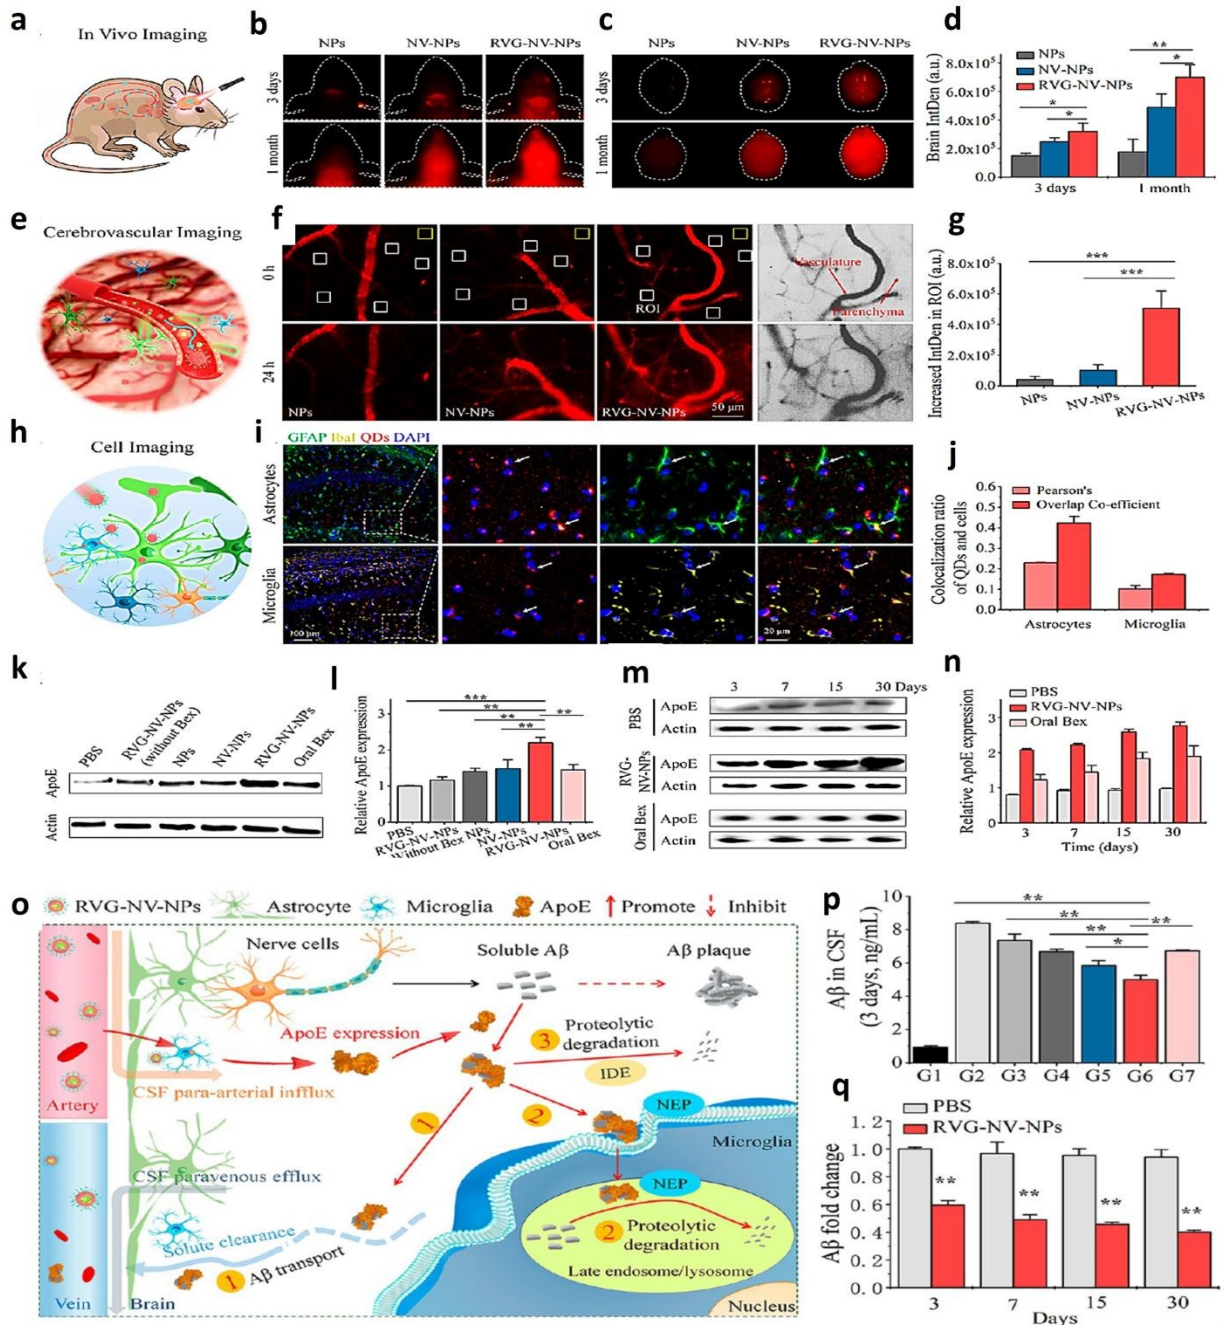 a
In Vivo Imaging
b
NPs NV-NPs RVG-NV-NPs
3 days
1 month
c
NPs NV-NPs RVG-NV-NPs
3 days
1 month
d
NPs
NV-NPs
RVG-NV-NPs
Brain IntDen (a.u.)
8.0x10⁵
6.0x10⁵
4.0x10⁵
2.0x10⁵
0.0
** * * *
3 days 1 month
e
Cerebrovascular Imaging
f
0 h
24 h
ROI
Vasculature
Parenchyma
NPs NV-NPs RVG-NV-NPs
50 µm
g
Increased IntDen in ROI (a.u.)
8.0x10⁵
6.0x10⁵
4.0x10⁵
2.0x10⁵
0.0
***
***
NPs NV-NPs RVG-NV-NPs
h
Cell Imaging
i
GFAP Ibal QDs DAPI
Astrocytes
Microglia
100 µm
20 µm
j
Pearson's
Overlap Co-efficient
Colocalization ratio
of QDs and cells
0.6
0.5
0.4
0.3
0.2
0.1
0.0
Astrocytes Microglia
k
PBS
RVG-NV-NPs
(without Bex)
NPs
NV-NPs
RVG-NV-NPs
Oral Bex
ApoE
Actin
l
***
**
**
**
**
Relative ApoE expression
3
2
1
0
PBS
RVG-NV-NPs
Without Bex
NPs
NV-NPs
RVG-NV-NPs
Oral Bex
m
3 7 15 30 Days
PBS
ApoE
Actin
RVG-
NV-NPs
ApoE
Actin
Oral Bex
ApoE
Actin
n
PBS
RVG-NV-NPs
Oral Bex
Relative ApoE expression
3
2
1
0
3 7 15 30
Time (days)
o
RVG-NV-NPs Astrocyte Microglia ApoE Promote Inhibit
Nerve cells
Soluble Aβ
Aβ plaque
ApoE expression
3 Proteolytic
degradation
IDE
CSF para-arterial infflux
Artery
1
2
NEP
Microglia
CSF paravenous efflux
NEP
Solute clearance
2 Proteolytic
degradation
1 Aβ transport
Late endosome/lysosome
Vein Brain
Nucleus
p
Aβ in CSF
(3 days, ng/mL)
10
8
6
4
2
0
**
**
**
**
*
G1 G2 G3 G4 G5 G6 G7
q
PBS
RVG-NV-NPs
Aβ fold change
1. 2
1. 0
0. 8
0. 6
0. 4
0. 2
0. 0
** ** ** **
3 7 15 30
Days